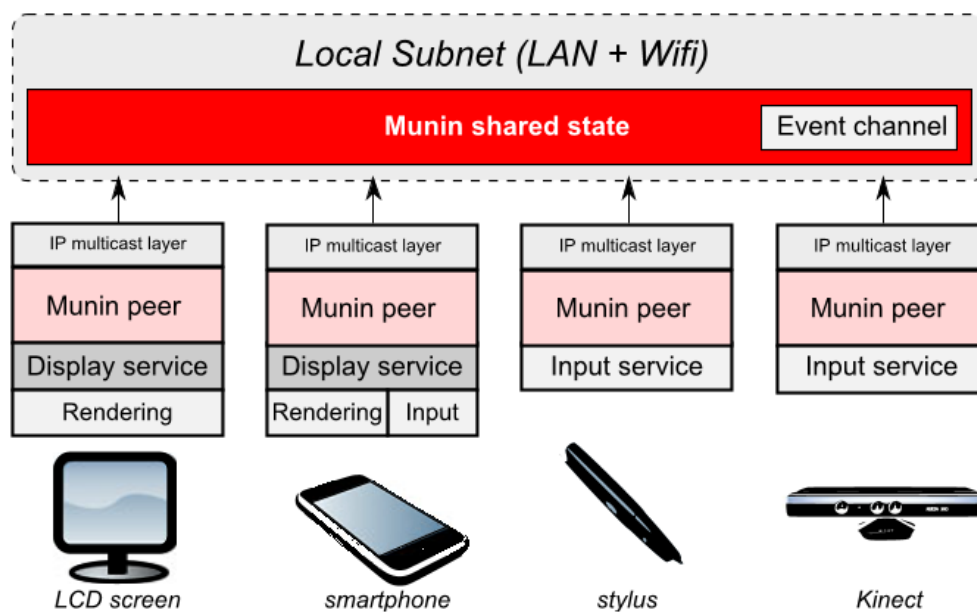 Local Subnet (LAN + Wifi)
Munin shared state
Event channel
IP multicast layer
IP multicast layer
IP multicast layer
IP multicast layer
Munin peer
Munin peer
Munin peer
Munin peer
Display service
Display service
Input service
Input service
Rendering
Rendering
Input
LCD screen
smartphone
stylus
Kinect